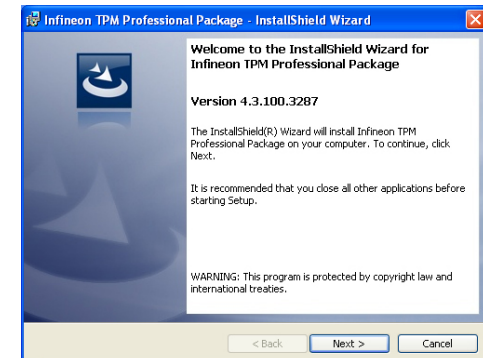 Infineon TPM Professional Package - InstallShield Wizard
Welcome to the InstallShield Wizard for
Infineon TPM Professional Package
Version 4.3.100.3287
The InstallShield(R) Wizard will install Infineon TPM
Professional Package on your computer. To continue, click
Next.
It is recommended that you close all other applications before
starting Setup.
WARNING: This program is protected by copyright law and
international treaties.
< Back Next > Cancel